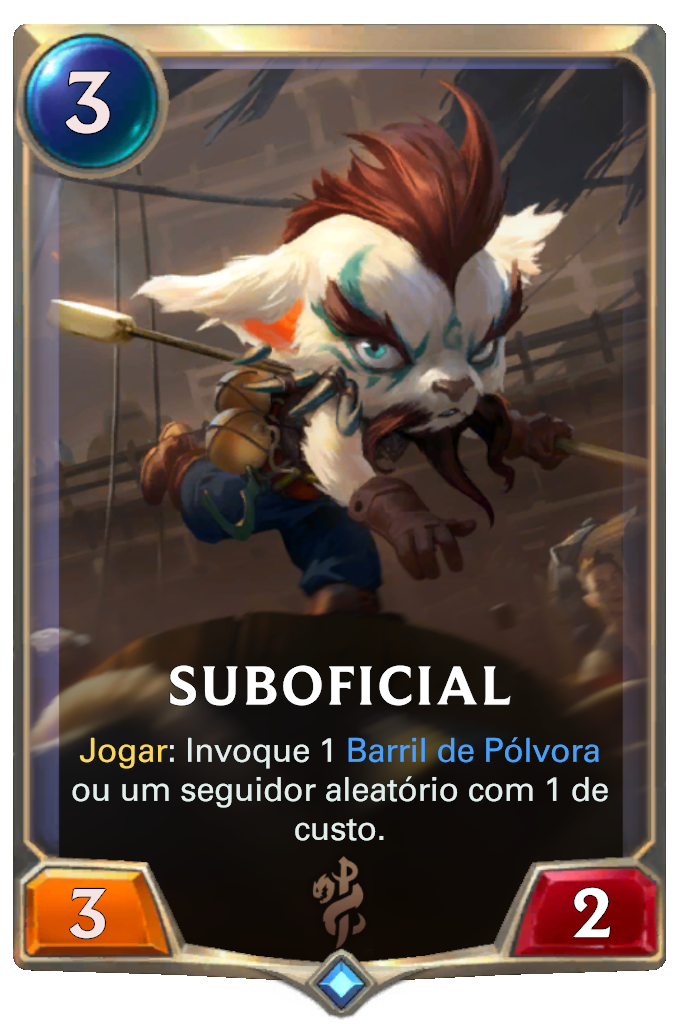 3
SUBOFICIAL
Jogar: Invoque 1 Barril de Pólvora
ou um seguidor aleatório com 1 de
custo.
3
2